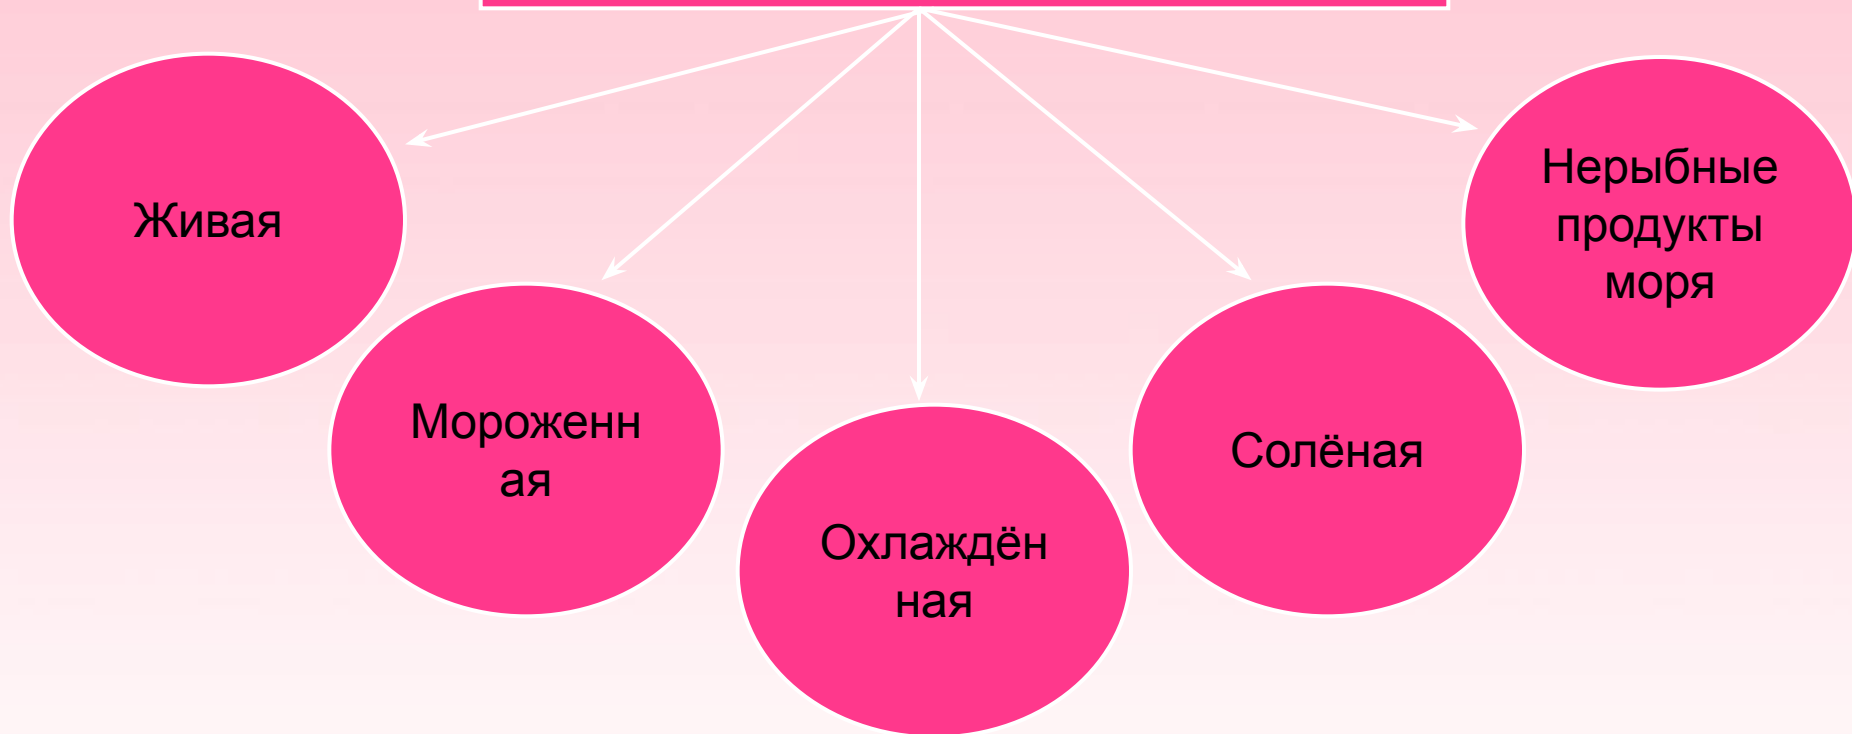 Живая
Мороженн
ая
Охлаждён
ная
Солёная
Нерыбные
продукты
моря